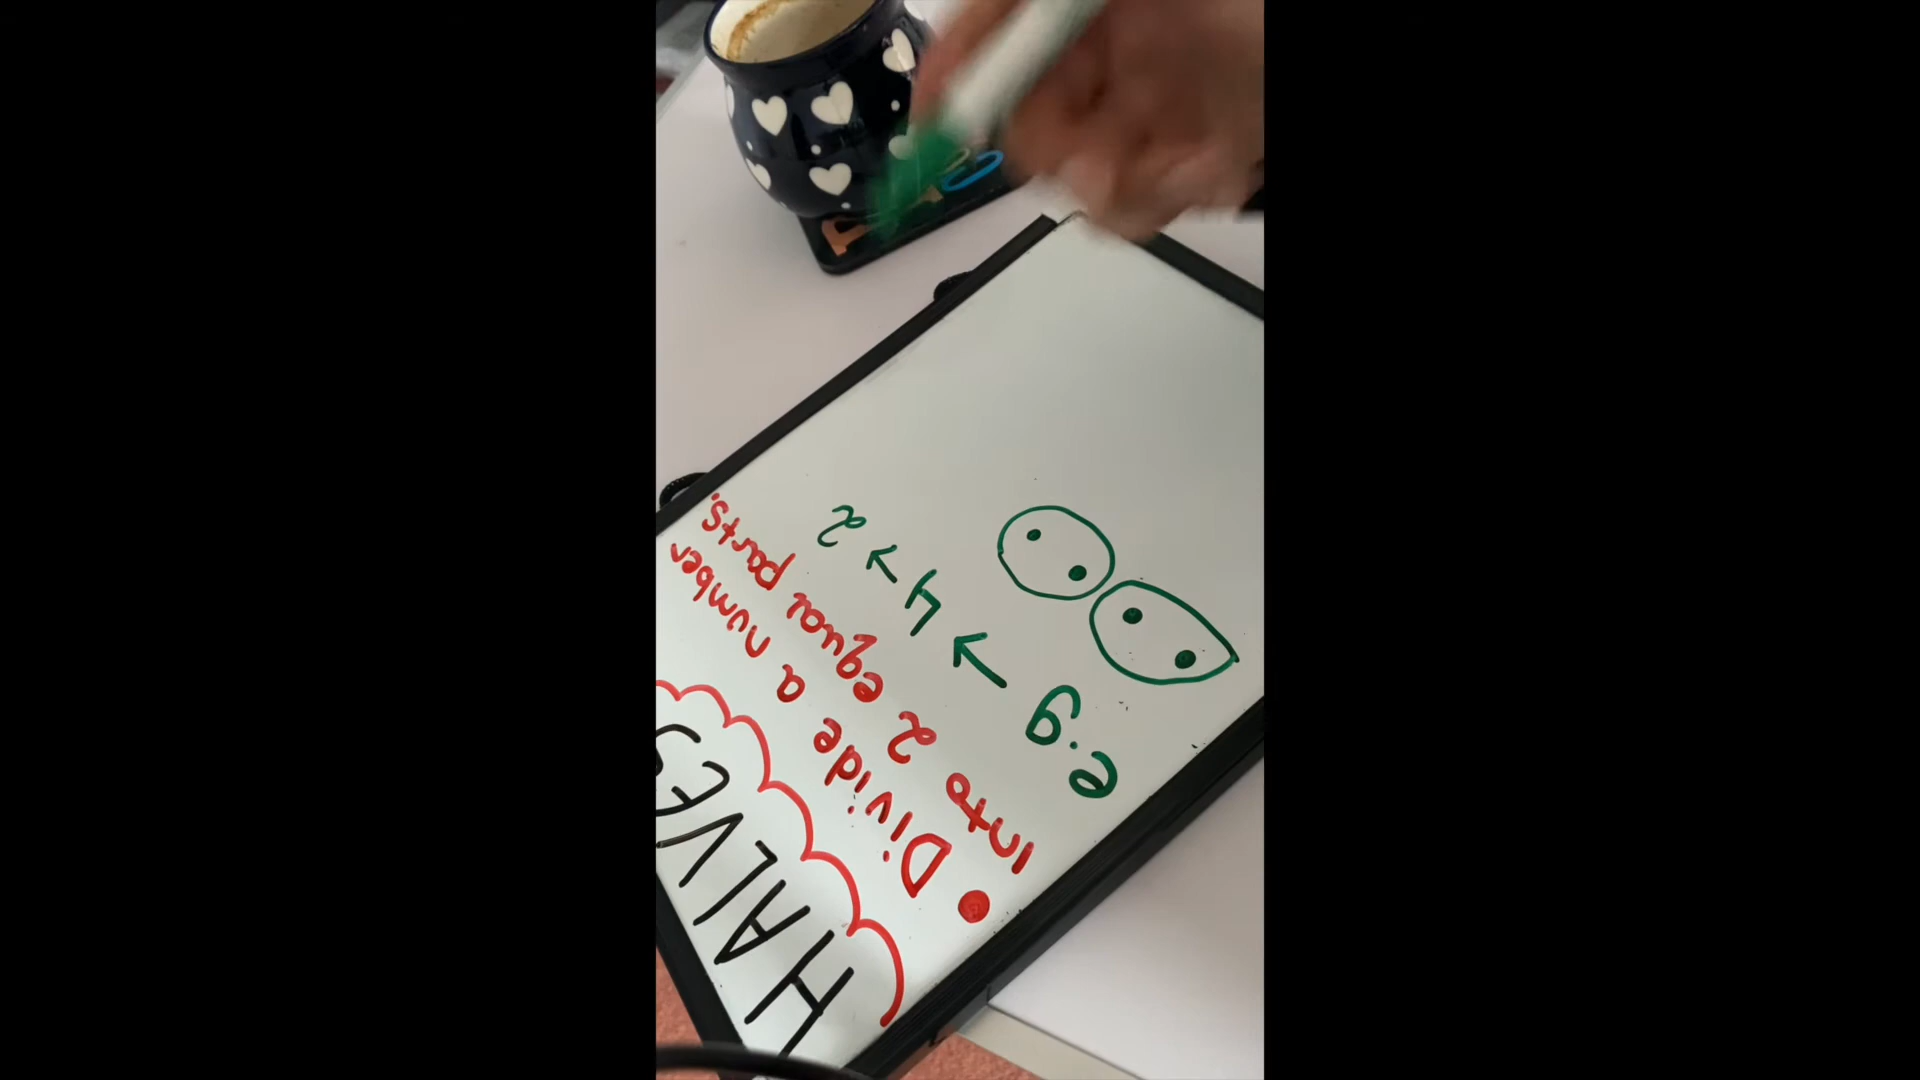 HALVES
• Divide a number
into 2 equal parts.
e.g → 4 → 2